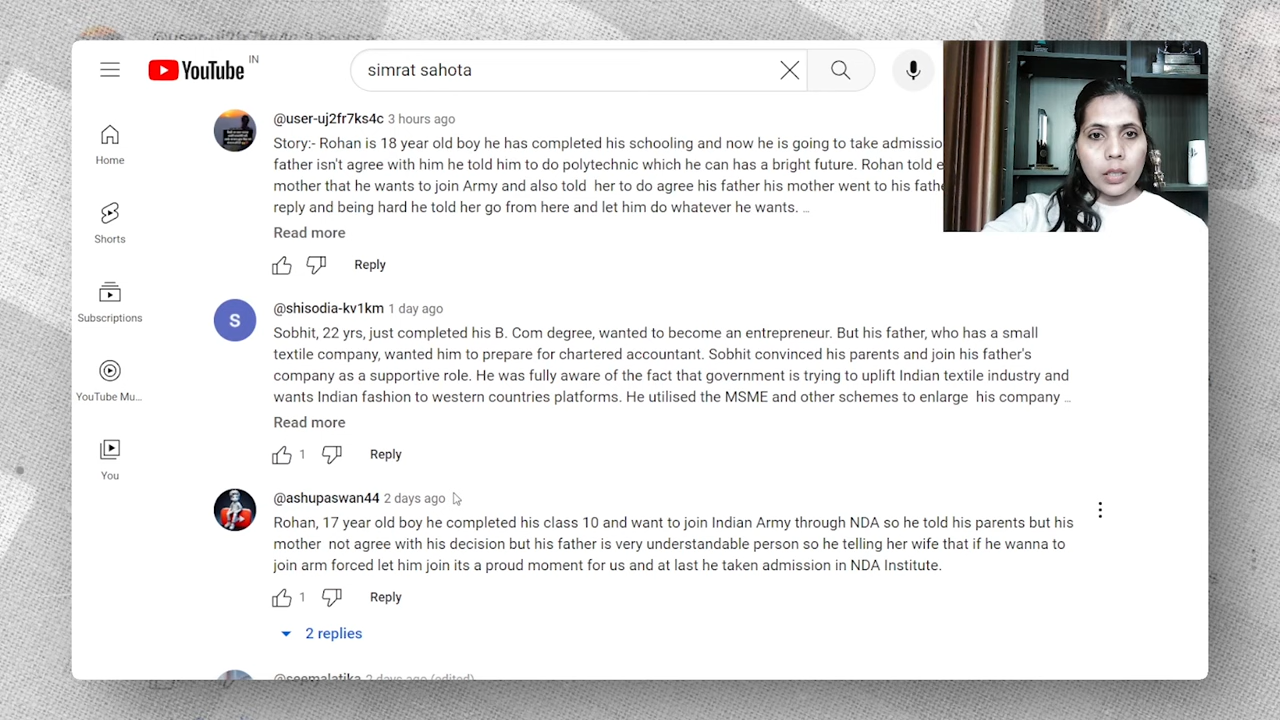 YouTube IN
simrat sahota
Home
Shorts
Subscriptions
YouTube Mu...
You
@user-uj2fr7ks4c 3 hours ago
Story:- Rohan is 18 year old boy he has completed his schooling and now he is going to take admissio
father isn't agree with him he told him to do polytechnic which he can has a bright future. Rohan told e
mother that he wants to join Army and also told her to do agree his father his mother went to his fathe
reply and being hard he told her go from here and let him do whatever he wants. ...
Read more
Reply
S
@shisodia-kv1km 1 day ago
Sobhit, 22 yrs, just completed his B. Com degree, wanted to become an entrepreneur. But his father, who has a small
textile company, wanted him to prepare for chartered accountant. Sobhit convinced his parents and join his father's
company as a supportive role. He was fully aware of the fact that government is trying to uplift Indian textile industry and
wants Indian fashion to western countries platforms. He utilised the MSME and other schemes to enlarge his company ...
Read more
1 Reply
@ashupaswan44 2 days ago
Rohan, 17 year old boy he completed his class 10 and want to join Indian Army through NDA so he told his parents but his
mother not agree with his decision but his father is very understandable person so he telling her wife that if he wanna to
join arm forced let him join its a proud moment for us and at last he taken admission in NDA Institute.
1 Reply
2 replies
@seemalatika 2 days ago (edited)